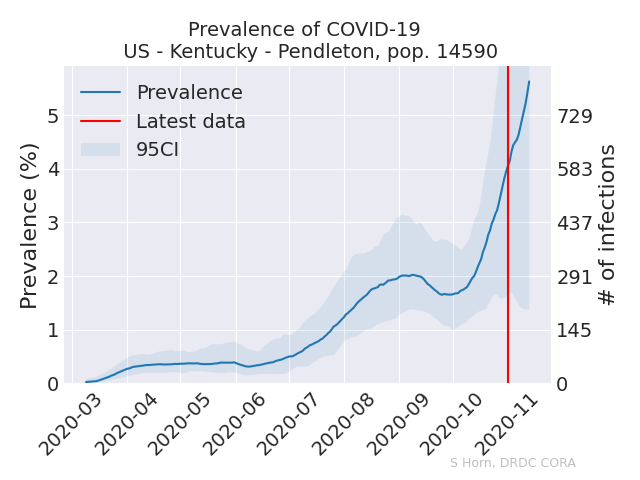 Prevalence of COVID-19
US - Kentucky - Pendleton, pop. 14590
Prevalence
Latest data
95CI
Prevalence (%)
5
4
3
2
1
0
729
583
437
291
145
0
# of infections
2020-03
2020-04
2020-05
2020-06
2020-07
2020-08
2020-09
2020-10
2020-11
S Horn, DRDC CORA